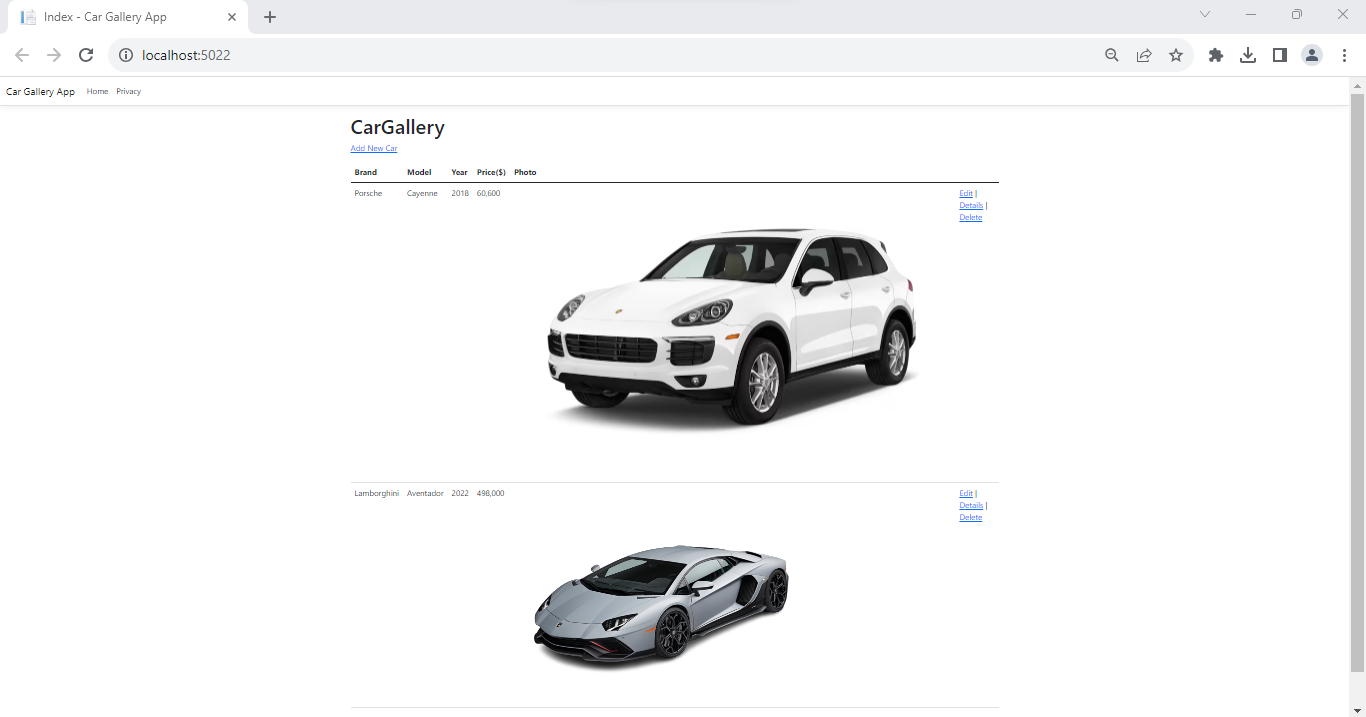 Index - Car Gallery App
localhost:5022
Car Gallery App Home Privacy
CarGallery
Add New Car
Brand Model Year Price($) Photo
Porsche Cayenne 2018 60,600 Edit |
Details |
Delete
Lamborghini Aventador 2022 498,000 Edit |
Details |
Delete